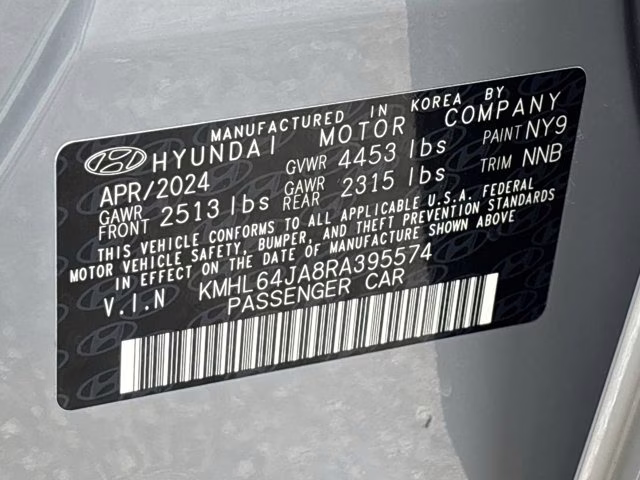 MANUFACTURED IN KOREA BY
HYUNDAI MOTOR COMPANY
APR/2024 GVWR 4453 lbs PAINT NY9
GAWR FRONT 2513 lbs GAWR REAR 2315 lbs TRIM NNB
THIS VEHICLE CONFORMS TO ALL APPLICABLE U.S.A. FEDERAL
MOTOR VEHICLE SAFETY, BUMPER, AND THEFT PREVENTION STANDARDS
IN EFFECT ON THE DATE OF MANUFACTURE SHOWN ABOVE
V.I.N KMHL64JA8RA395574
PASSENGER CAR